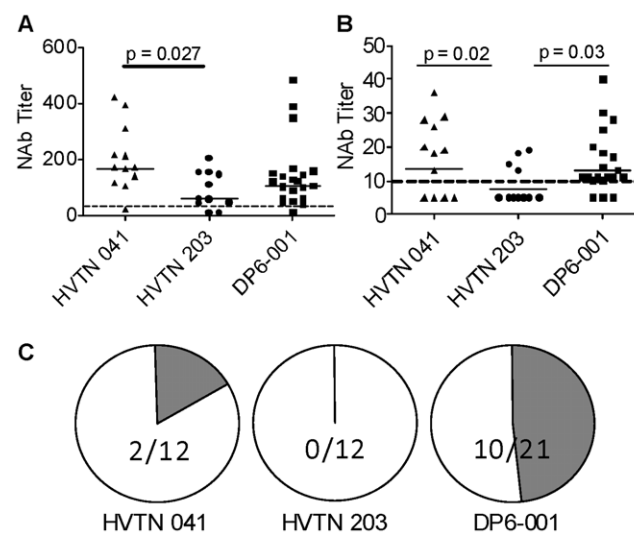 A
B
p = 0.027
p = 0.02
p = 0.03
NAb Titer
600
400
200
0
HVTN 041
HVTN 203
DP6-001
NAb Titer
50
40
30
20
10
0
HVTN 041
HVTN 203
DP6-001
C
2/12
0/12
10/21
HVTN 041
HVTN 203
DP6-001